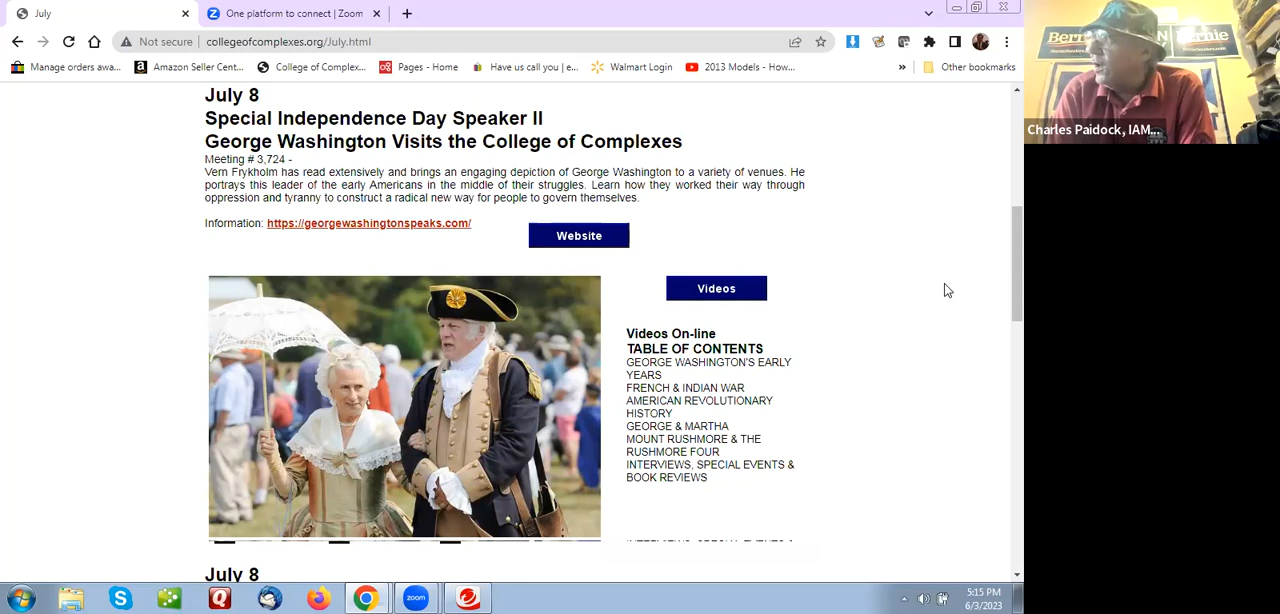 July
One platform to connect | Zoom
Not secure
collegeofcomplexes.org/July.html
Manage orders awa...
Amazon Seller Cent...
College of Complex...
Pages - Home
Have us call you | e...
Walmart Login
2013 Models - How...
»
Other bookmarks
July 8
Special Independence Day Speaker II
George Washington Visits the College of Complexes
Meeting # 3,724 -
Vern Frykholm has read extensively and brings an engaging depiction of George Washington to a variety of venues. He
portrays this leader of the early Americans in the middle of their struggles. Learn how they worked their way through
oppression and tyranny to construct a radical new way for people to govern themselves.
Information: https://georgewashingtonspeaks.com/
Website
Videos
Videos On-line
TABLE OF CONTENTS
GEORGE WASHINGTON'S EARLY
YEARS
FRENCH & INDIAN WAR
AMERICAN REVOLUTIONARY
HISTORY
GEORGE & MARTHA
MOUNT RUSHMORE & THE
RUSHMORE FOUR
INTERVIEWS, SPECIAL EVENTS &
BOOK REVIEWS
July 8
zoom
5:15 PM
6/3/2023
Bern
N
Bernie
Charles Paidock, IAM...